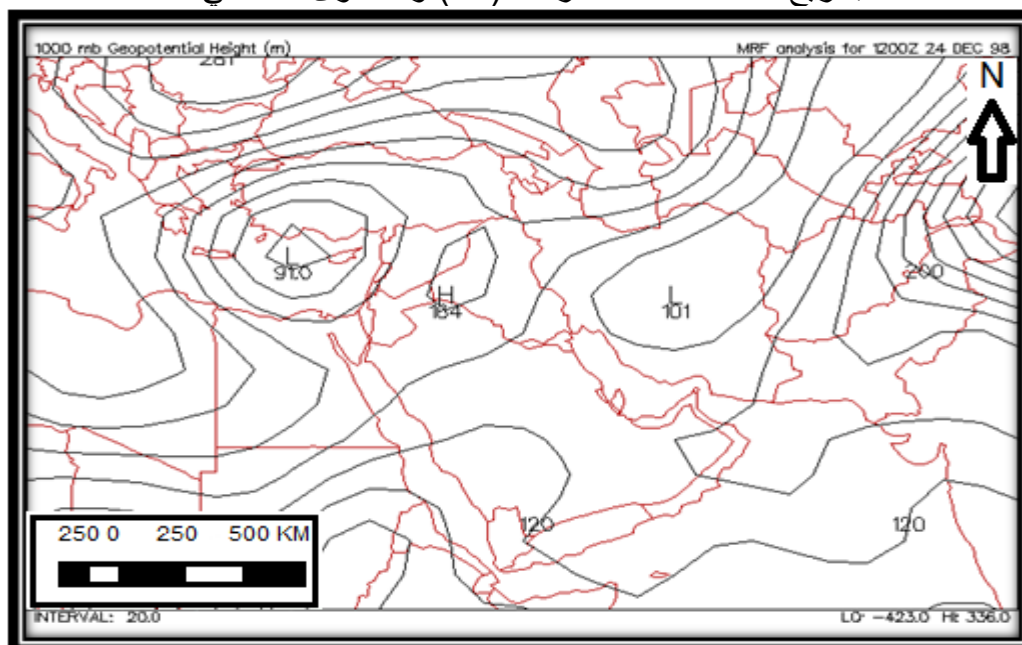 1000 mb Geopotential Height (m)
MRF analysis for 1200Z 24 DEC 98
N
281
L
91.0
H
184
L
101
200
120
120
250 0 250 500 KM
INTERVAL: 20.0
LO: -423.0 HI: 336.0